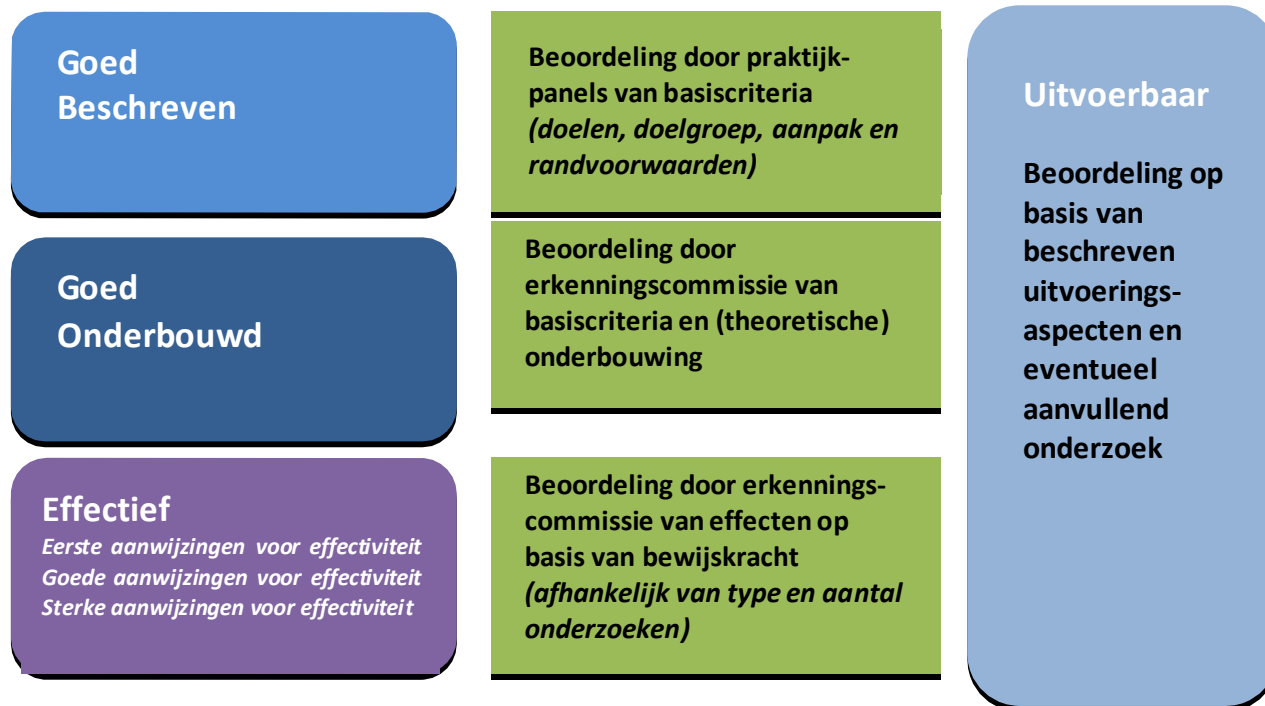 Goed
Beschreven
Beoordeling door praktijk-
panels van basiscriteria
(doelen, doelgroep, aanpak en
randvoorwaarden)
Goed
Onderbouwd
Beoordeling door
erkenningscommissie van
basiscriteria en (theoretische)
onderbouwing
Effectief
Eerste aanwijzingen voor effectiviteit
Goede aanwijzingen voor effectiviteit
Sterke aanwijzingen voor effectiviteit
Beoordeling door erkennings-
commissie van effecten op
basis van bewijskracht
(afhankelijk van type en aantal
onderzoeken)
Uitvoerbaar
Beoordeling op
basis van
beschreven
uitvoerings-
aspecten en
eventueel
aanvullend
onderzoek